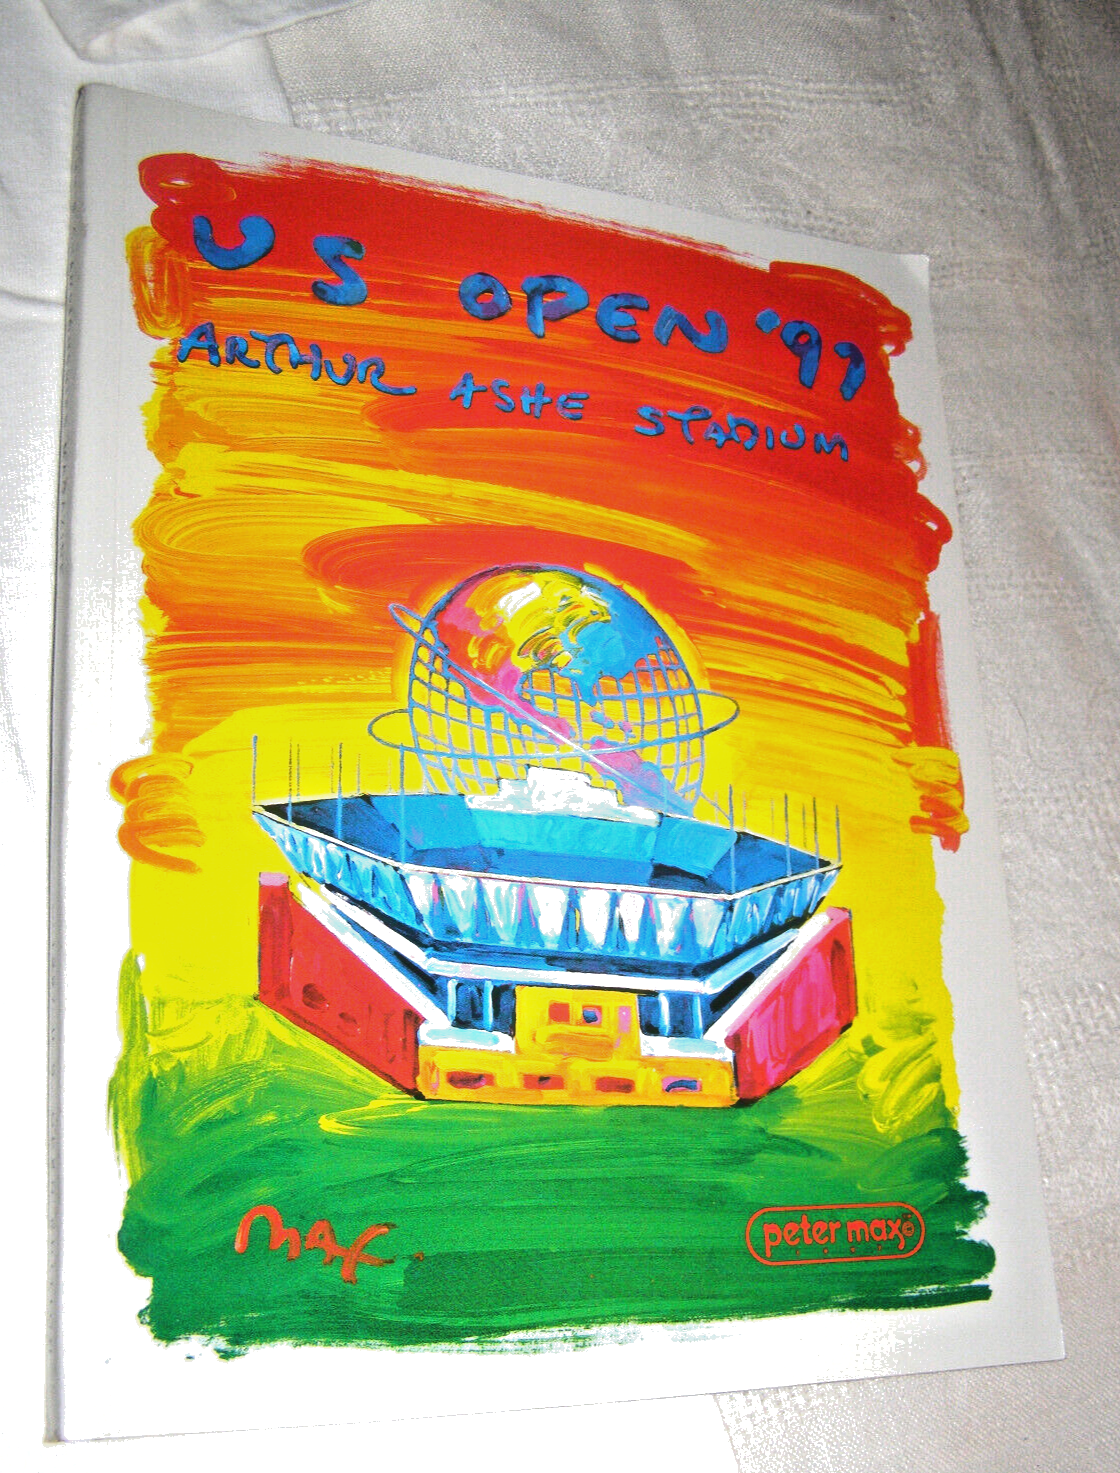 US OPEN '97
ARTHUR ASHE STADIUM
MAX
peter max